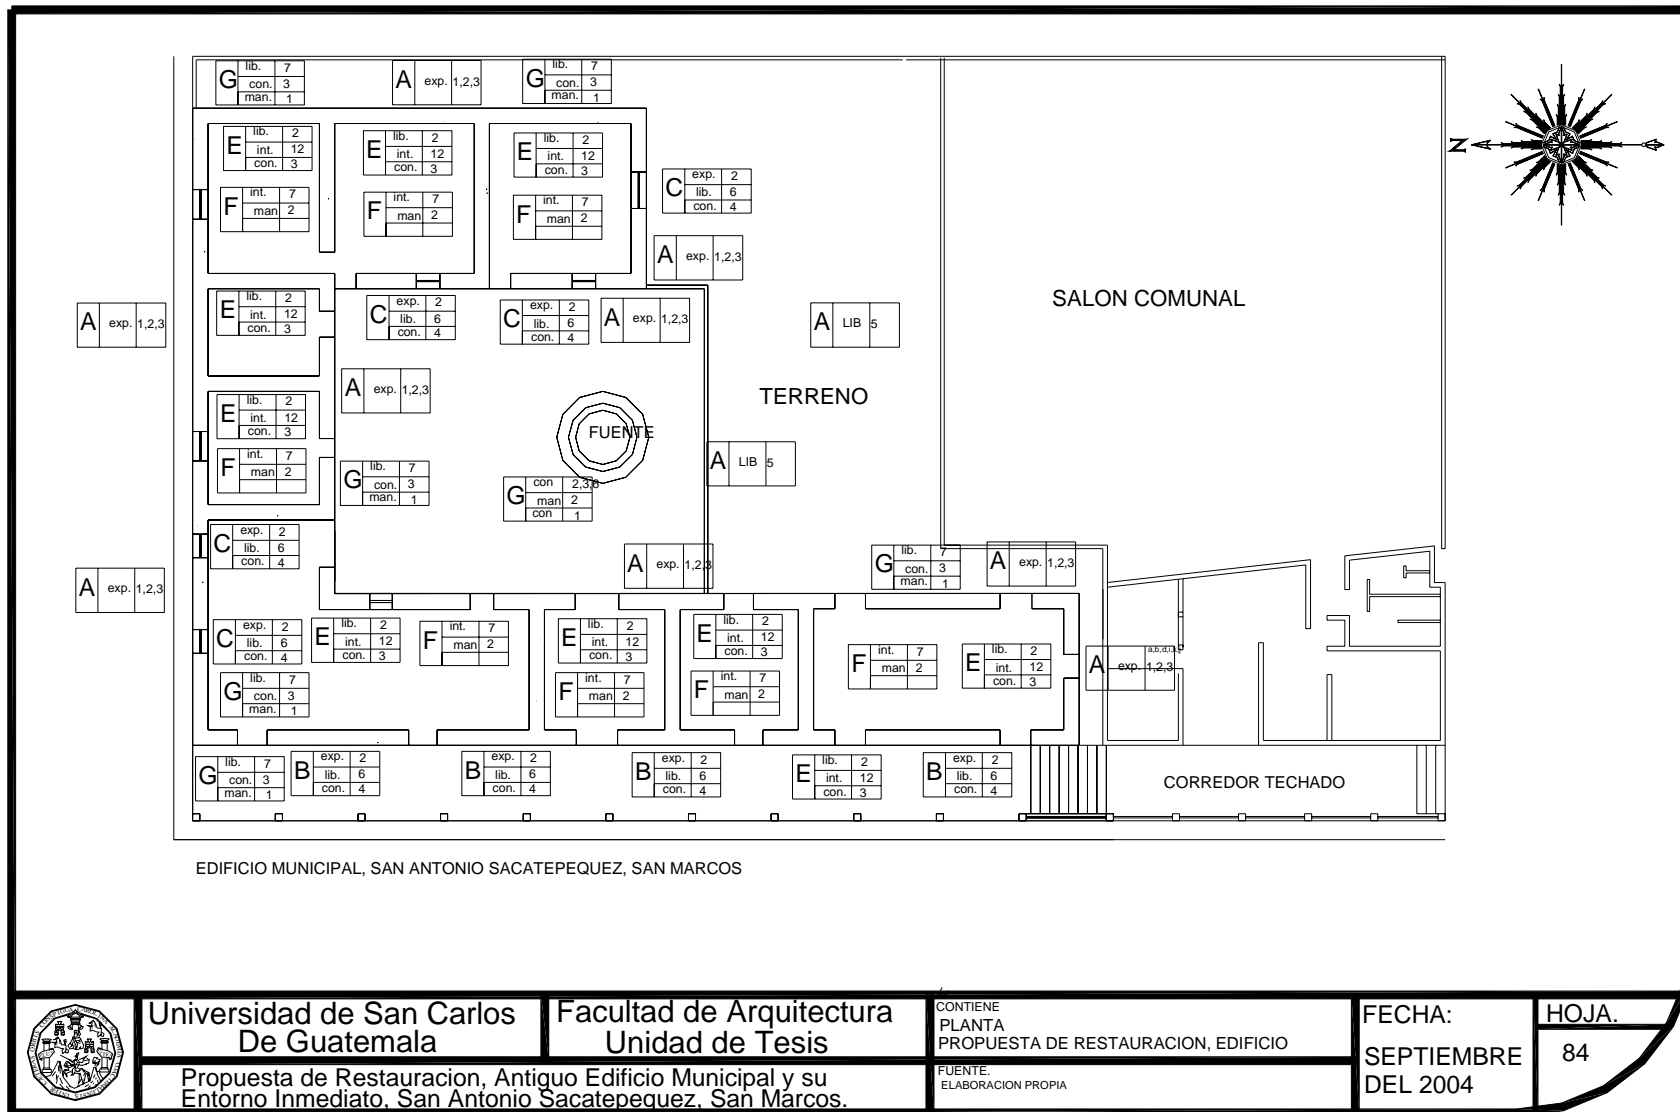 G lib. 7
con. 3
man. 1
A exp. 1,2,3
G lib. 7
con. 3
man. 1
E lib. 2
int. 12
con. 3
E lib. 2
int. 12
con. 3
E lib. 2
int. 12
con. 3
F int. 7
man 2
F int. 7
man 2
F int. 7
man 2
C exp. 2
lib. 6
con. 4
A exp. 1,2,3
N
SALON COMUNAL
A exp. 1,2,3
E lib. 2
int. 12
con. 3
C exp. 2
lib. 6
con. 4
C exp. 2
lib. 6
con. 4
A exp. 1,2,3
A LIB 5
A exp. 1,2,3
TERRENO
E lib. 2
int. 12
con. 3
FUENTE
F int. 7
man 2
G lib. 7
con. 3
man. 1
G con 2,3,6
man 2
con 1
A LIB 5
C exp. 2
lib. 6
con. 4
A exp. 1,2,3
A exp. 1,2,3
G lib. 7
con. 3
man. 1
A exp. 1,2,3
C exp. 2
lib. 6
con. 4
E lib. 2
int. 12
con. 3
F int. 7
man 2
E lib. 2
int. 12
con. 3
E lib. 2
int. 12
con. 3
F int. 7
man 2
E lib. 2
int. 12
con. 3
A exp. 1,2,3
G lib. 7
con. 3
man. 1
F int. 7
man 2
F int. 7
man 2
G lib. 7
con. 3
man. 1
B exp. 2
lib. 6
con. 4
B exp. 2
lib. 6
con. 4
B exp. 2
lib. 6
con. 4
E lib. 2
int. 12
con. 3
B exp. 2
lib. 6
con. 4
CORREDOR TECHADO
EDIFICIO MUNICIPAL, SAN ANTONIO SACATEPEQUEZ, SAN MARCOS
Universidad de San Carlos
De Guatemala
Facultad de Arquitectura
Unidad de Tesis
Propuesta de Restauracion, Antiguo Edificio Municipal y su
Entorno Inmediato, San Antonio Sacatepequez, San Marcos.
CONTIENE
PLANTA
PROPUESTA DE RESTAURACION, EDIFICIO
FUENTE.
ELABORACION PROPIA
FECHA:
SEPTIEMBRE
DEL 2004
HOJA.
84